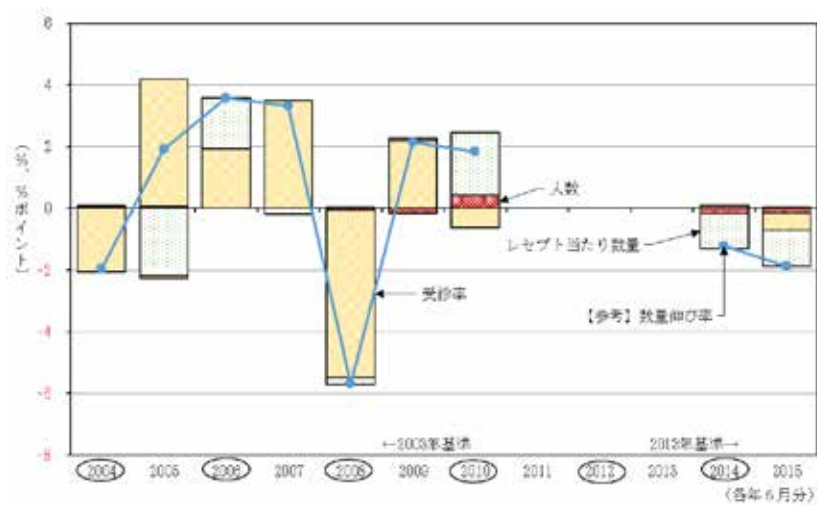 6
4
2
0
-2
-4
-6
-8
(%、%ポイント)
人数
レセプト当たり数量
受診率
【参考】数量伸び率
←2003年基準
2013年基準→
2004 2005 2006 2007 2008 2009 2010 2011 2012 2013 2014 2015
(各年6月分)